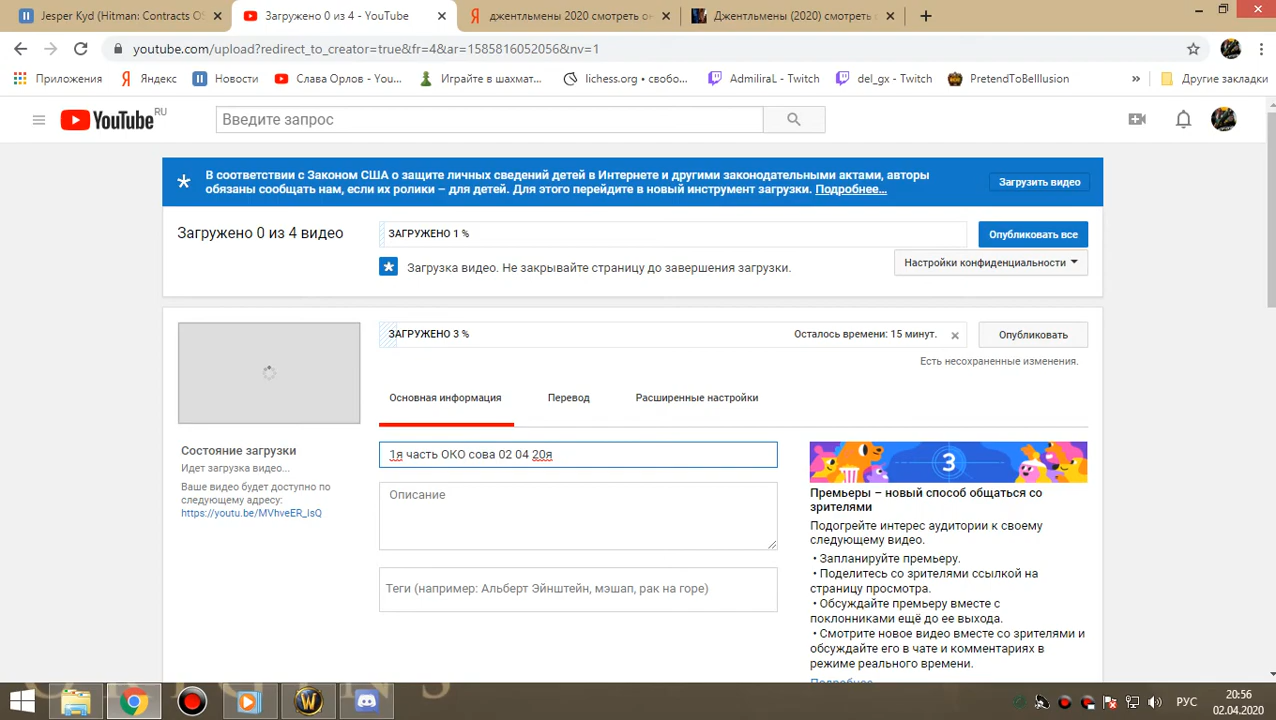 Jesper Kyd (Hitman: Contracts OS
Загружено 0 из 4 - YouTube
джентльмены 2020 смотреть он
Джентльмены (2020) смотреть о
youtube.com/upload?redirect_to_creator=true&fr=4&ar=1585816052056&nv=1
Приложения
Яндекс
Новости
Слава Орлов - You...
Играйте в шахмат...
lichess.org • свобо...
AdmiiraL - Twitch
del_gx - Twitch
PretendToBeIllusion
»
Другие закладки
YouTube RU
Введите запрос
В соответствии с Законом США о защите личных сведений детей в Интернете и другими законодательными актами, авторы
обязаны сообщать нам, если их ролики – для детей. Для этого перейдите в новый инструмент загрузки. Подробнее...
Загрузить видео
Загружено 0 из 4 видео
ЗАГРУЖЕНО 1 %
Опубликовать все
Загрузка видео. Не закрывайте страницу до завершения загрузки.
Настройки конфиденциальности
ЗАГРУЖЕНО 3 %
Осталось времени: 15 минут.
Опубликовать
Есть несохраненные изменения.
Основная информация
Перевод
Расширенные настройки
Состояние загрузки
Идет загрузка видео...
Ваше видео будет доступно по
следующему адресу:
https://youtu.be/MVhveER_IsQ
1я часть ОКО сова 02 04 20я
Описание
Теги (например: Альберт Эйнштейн, мэшап, рак на горе)
3
Премьеры – новый способ общаться со
зрителями
Подогрейте интерес аудитории к своему
следующему видео.
• Запланируйте премьеру.
• Поделитесь со зрителями ссылкой на
страницу просмотра.
• Обсуждайте премьеру вместе с
поклонниками ещё до ее выхода.
• Смотрите новое видео вместе со зрителями и
обсуждайте его в чате и комментариях в
режиме реального времени.
Подробнее...
РУС
20:56
02.04.2020